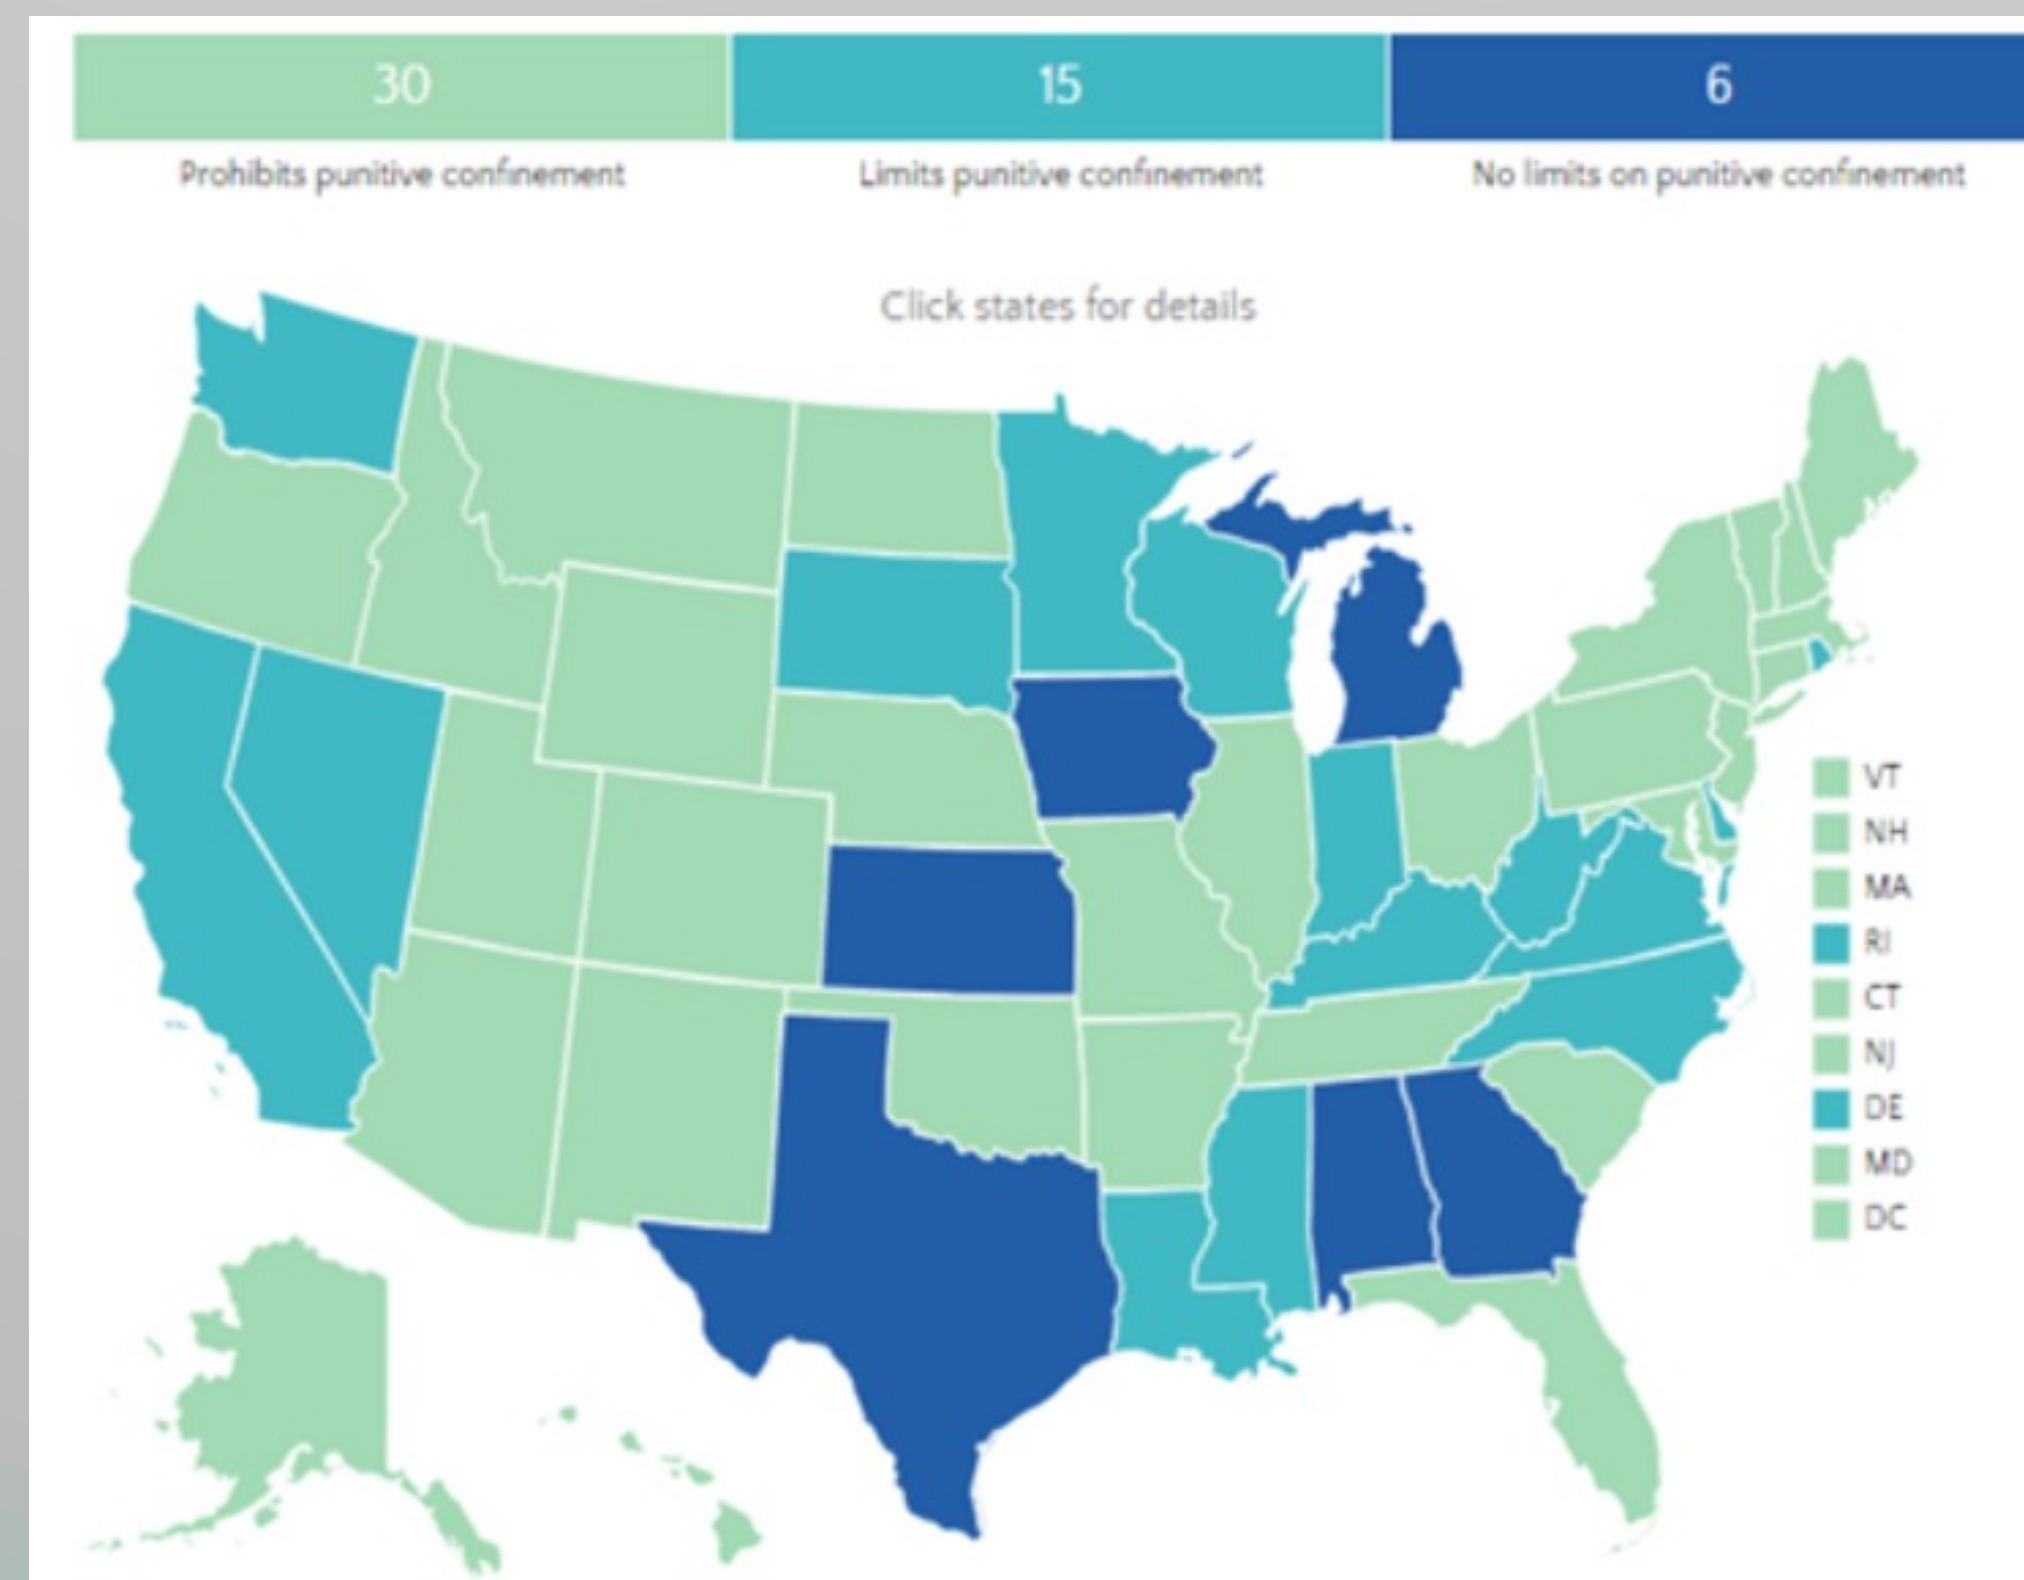 30
15
6
Prohibits punitive confinement
Limits punitive confinement
No limits on punitive confinement
Click states for details
VT
NH
MA
RI
CT
NJ
DE
MD
DC